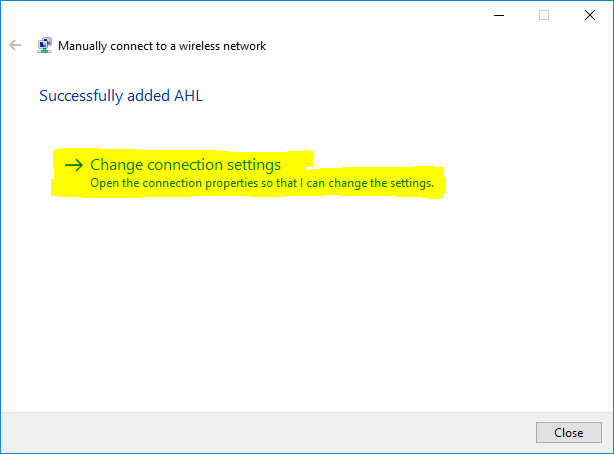 Manually connect to a wireless network
Successfully added AHL
Change connection settings
Open the connection properties so that I can change the settings.
Close